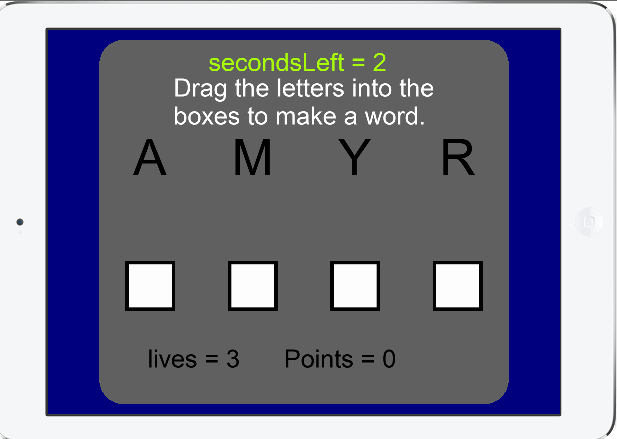 secondsLeft = 2
Drag the letters into the
boxes to make a word.
A M Y R
lives = 3 Points = 0